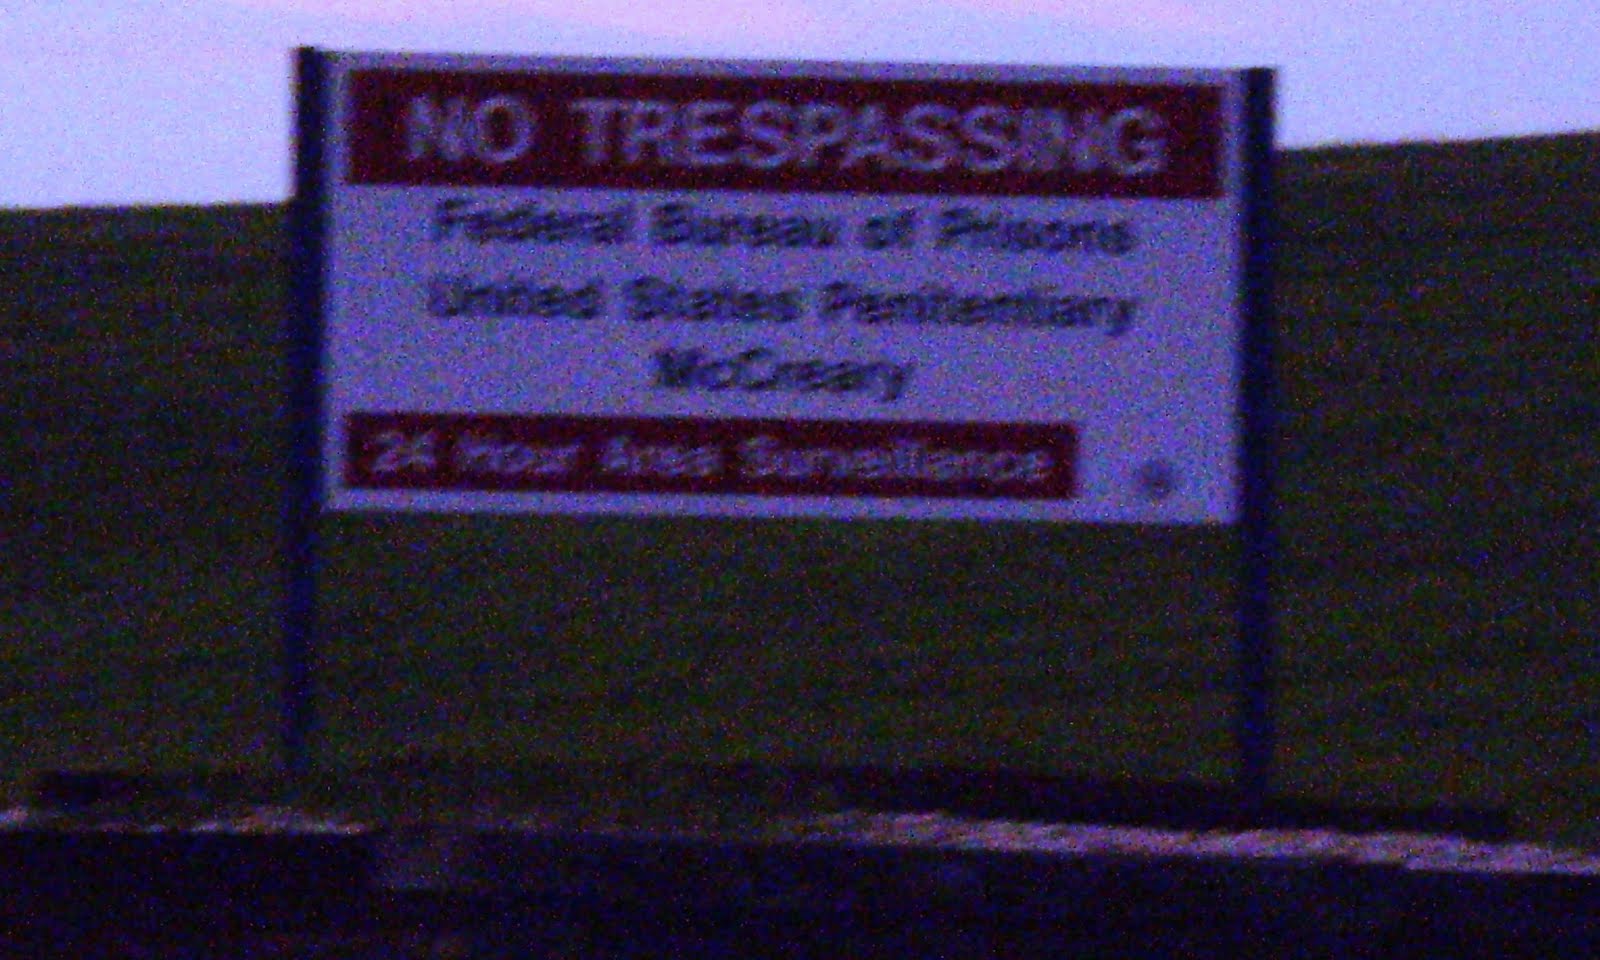 NO TRESPASSING
Federal Bureau of Prisons
United States Penitentiary
McCreary
24 Hour Area Surveillance